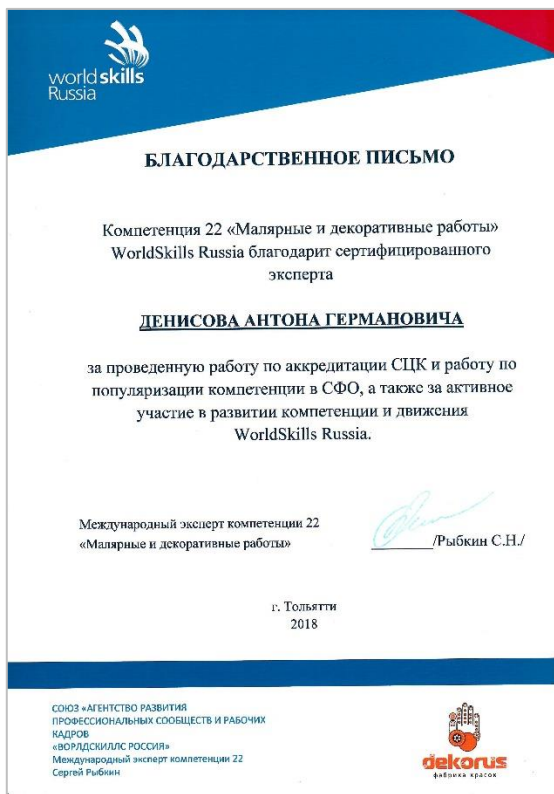 world skills
Russia
БЛАГОДАРСТВЕННОЕ ПИСЬМО
Компетенция 22 «Малярные и декоративные работы»
WorldSkills Russia благодарит сертифицированного
эксперта
ДЕНИСОВА АНТОНА ГЕРМАНОВИЧА
за проведенную работу по аккредитации СЦК и работу по
популяризации компетенции в СФО, а также за активное
участие в развитии компетенции и движения
WorldSkills Russia.
Международный эксперт компетенции 22
«Малярные и декоративные работы» ________/Рыбкин С.Н./
г. Тольятти
2018
СОЮЗ «АГЕНТСТВО РАЗВИТИЯ
ПРОФЕССИОНАЛЬНЫХ СООБЩЕСТВ И РАБОЧИХ
КАДРОВ
«ВОРЛДСКИЛЛС РОССИЯ»
Международный эксперт компетенции 22
Сергей Рыбкин
dekorus
фабрика красок